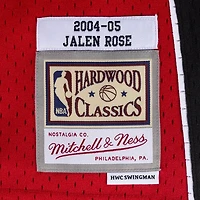 2004-05
JALEN ROSE
HARDWOOD
NBA
CLASSICS
NOSTALGIA CO.
Mitchell & Ness
PHILADELPHIA, PA.
HWC SWINGMAN